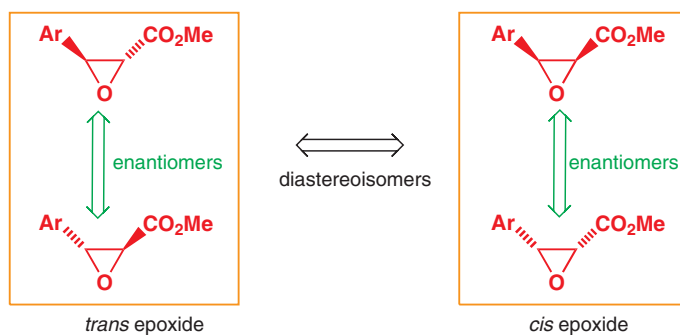 Ar CO2Me Ar CO2Me
O O
enantiomers enantiomers
diastereoisomers
Ar CO2Me Ar CO2Me
O O
trans epoxide cis epoxide